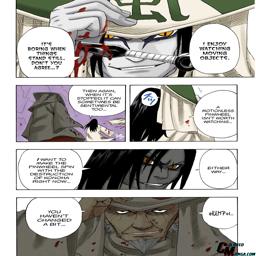 I ENJOY
WATCHING
MOVING
OBJECTS.
IT'S
BORING WHEN
THINGS
STAND STILL,
DON'T YOU
AGREE...?
A
MOTIONLESS
PINWHEEL
ISN'T
WORTH
WATCHING...
THEN
AGAIN,
WHEN IT'S
STOPPED IT CAN
SOMETIMES BE
SENTIMENTAL
TOO...
EITHER
WAY...
I WANT TO
MAKE THE
PINWHEEL SPIN
WITH THE
DESTRUCTION
OF KONOHA
RIGHT NOW...
YOU
HAVEN'T
CHANGED
A BIT...